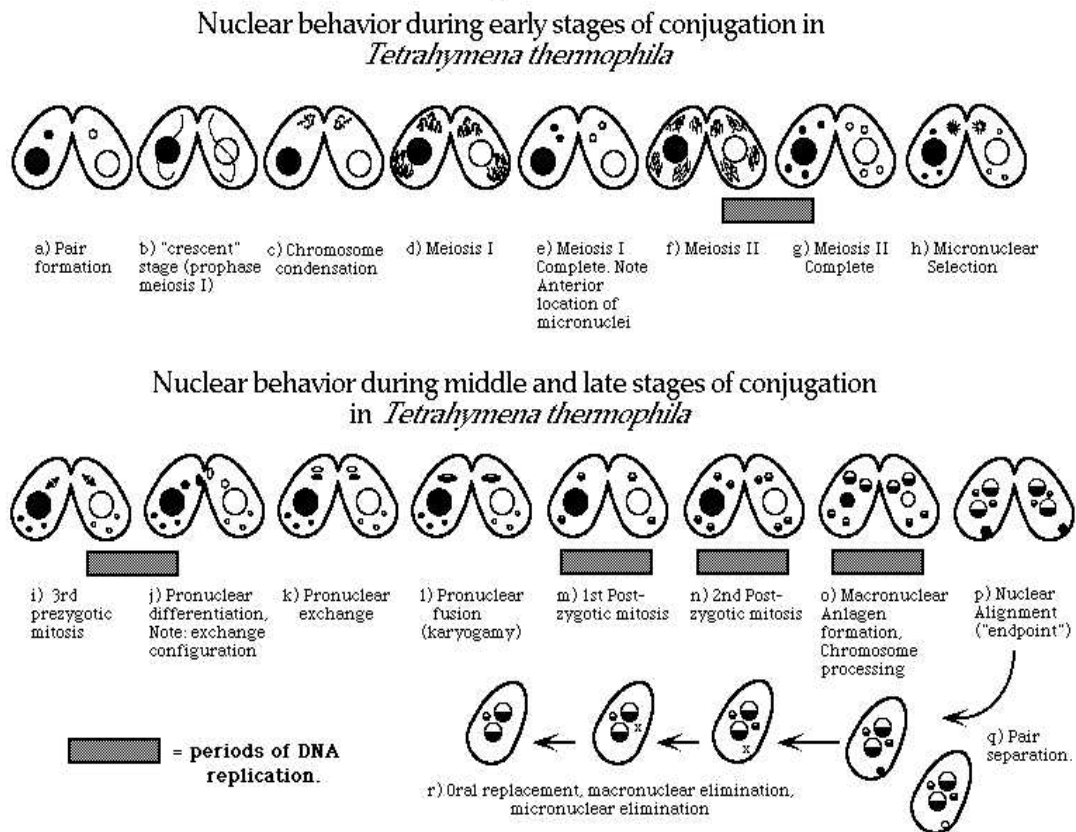 Nuclear behavior during early stages of conjugation in
Tetrahymena thermophila
a) Pair
formation
b) "crescent"
stage (prophase
meiosis I)
c) Chromosome
condensation
d) Meiosis I
e) Meiosis I
Complete. Note
Anterior
location of
micronuclei
f) Meiosis II
g) Meiosis II
Complete
h) Micronuclear
Selection
Nuclear behavior during middle and late stages of conjugation
in Tetrahymena thermophila
i) 3rd
prezygotic
mitosis
j) Pronuclear
differentiation,
Note: exchange
configuration
k) Pronuclear
exchange
l) Pronuclear
fusion
(karyogamy)
m) 1st Post-
zygotic mitosis
n) 2nd Post-
zygotic mitosis
o) Macronuclear
Anlagen
formation,
Chromosome
processing
p) Nuclear
Alignment
("endpoint")
q) Pair
separation.
x
x
r) Oral replacement, macronuclear elimination,
micronuclear elimination
= periods of DNA
replication.